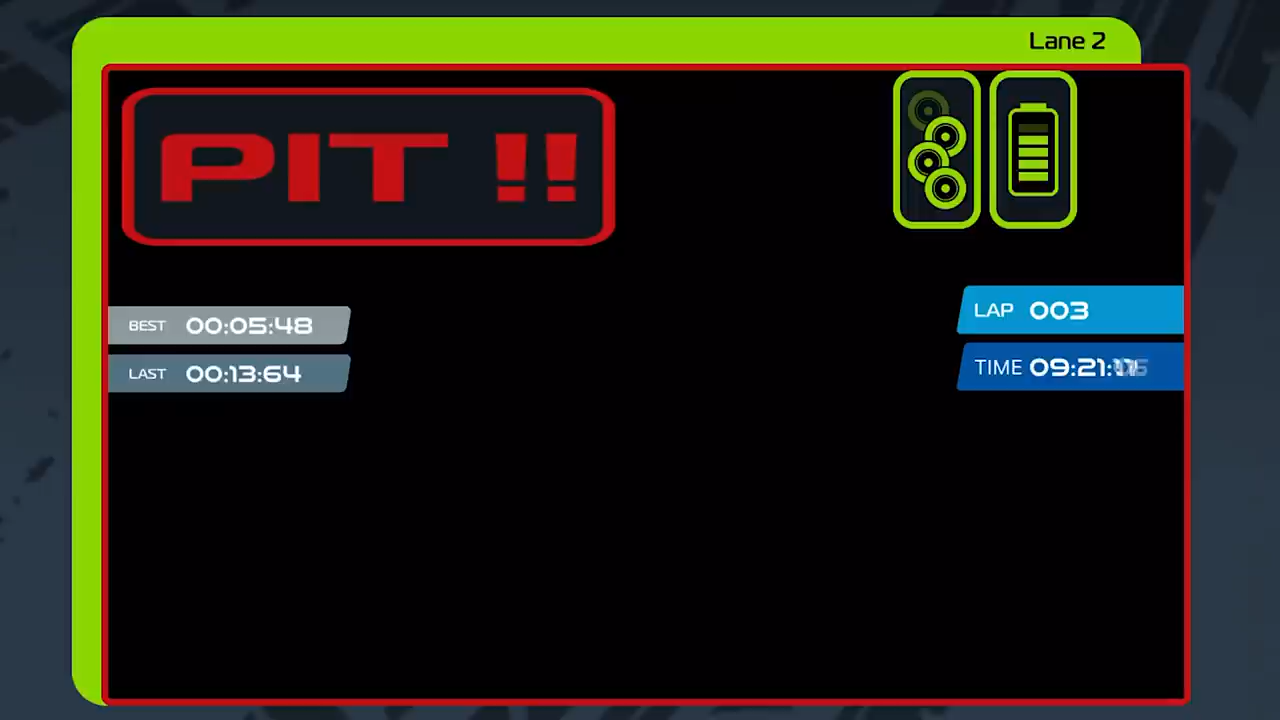 Lane 2
PIT !!
BEST 00:05:48
LAST 00:13:64
LAP 003
TIME 09:21: